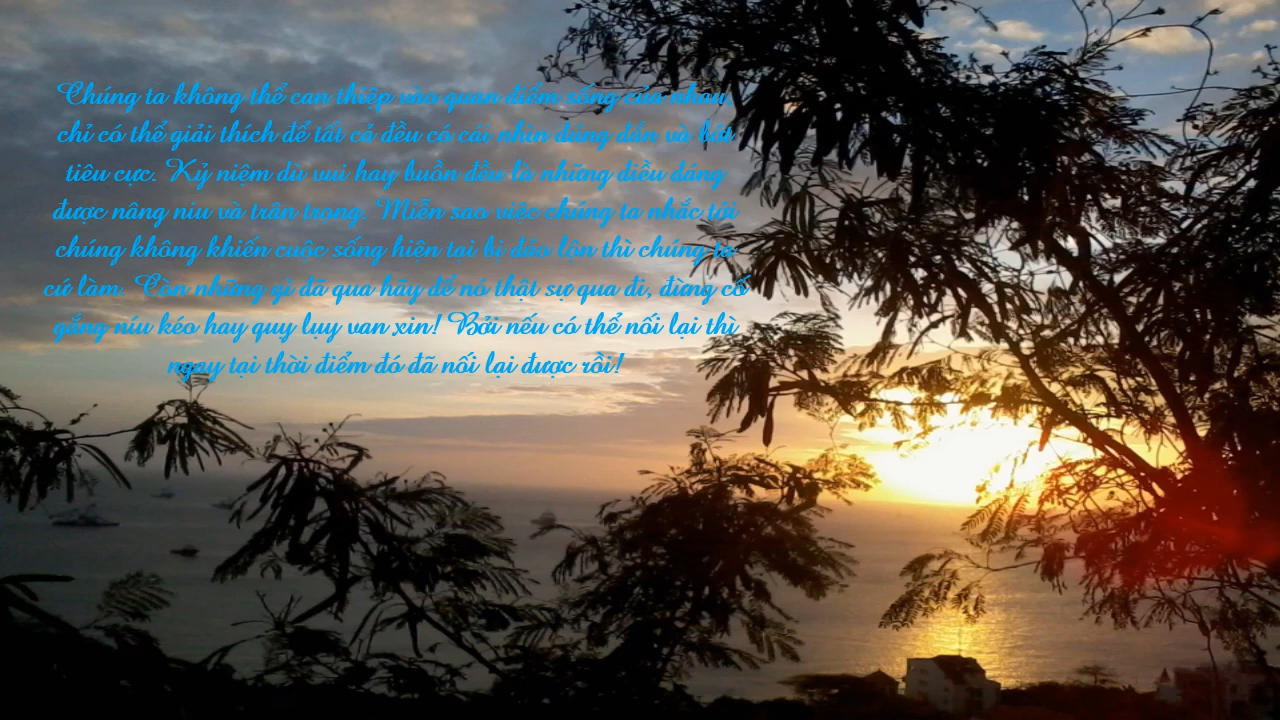 Chúng ta không thể can thiệp vào quan điểm sống của nhau,
chỉ có thể giải thích để tất cả đều có cái nhìn đúng đắn và bớt
tiêu cực. Kỷ niệm dù vui hay buồn đều là những điều đáng
được nâng niu và trân trọng. Miễn sao việc chúng ta nhắc tới
chúng không khiến cuộc sống hiện tại bị đảo lộn thì chúng ta
cứ làm. Còn những gì đã qua hãy để nó thật sự qua đi, đừng cố
gắng níu kéo hay quy lụy van xin! Bởi nếu có thể nối lại thì
ngay tại thời điểm đó đã nối lại được rồi!